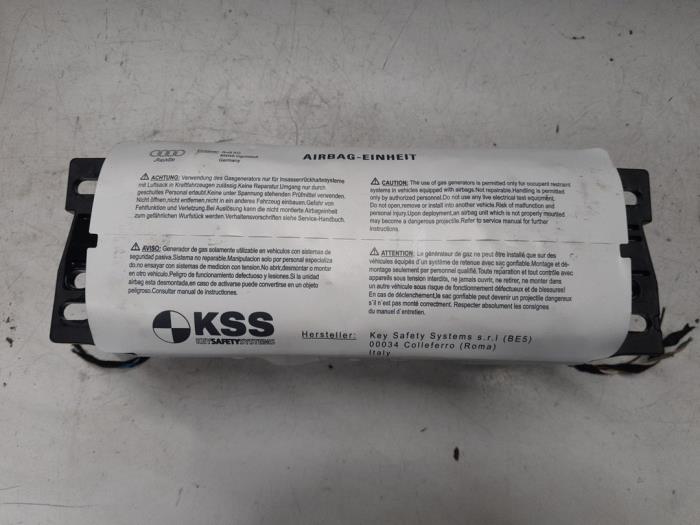 Audi
AUDI AG
Germany
AIRBAG-EINHEIT
ACHTUNG: Verwendung des Gasgenerators nur für Insassenrückhaltsysteme
mit Luftsack in Kraftfahrzeugen zulässig.Keine Reparatur.Umgang nur durch
geschultes Personal erlaubt.Keine Unter Spannung stehenden Prüfmittel verwenden.
Nicht öffnen,nicht entfernen,nicht in ein anderes Fahrzeug einbauen.Gefahr von
Fehlfunktion und Verletzung.Bei Auslösung kann die nicht montierte Airbageinheit
zum gefährlichen Wurfstück werden.Verhaltensvorschriften siehe Service-Handbuch.
CAUTION: The use of gas generators is permitted only for occupent restraint
systems in vehicles equipped with airbags.Not repairable.Handling is permitted
only by authorized personnel.Do not use any live electrical test equipment.
Do not open,remove or install into another vehicle.Risk of malfunction and
personal injury.Upon deployment,an airbag unit which is not properly mounted
may become a dangerous projectile.Refer to service manual for further
instructions.
AVISO: Generador de gas solamente utilizable en vehículos con sistemas de
seguridad pasiva.Sistema no reparable.Manipulacion solo por personal especializa
do.no ensayar con sistemas de medicion con tension.No abrir,desmontar o montar
en otro vehículo.Peligro de funcionamiento defectuoso y lesiones.Si la unidad
airbag esta desmontada,en caso de activarse puede convertirse en un objeto
peligroso.Consultar manual de instruciones.
ATTENTION: Le générateur de gaz ne peut être installé que sur des
véhicules équipés d'un système de retenue avec saç gonflable.Montage et dé-
montage seulement par personnel qualifié.Toute reparation et tout contrôle avec
appareils sous tension interdits, ne jamais ouvrir, ne retirer, ne monter dans
un autre véhicule sous risque de fonctionnement défectueux et de blessures!
En cas de déclenchement,le sac gonflable peut devenir un projectile dangereux
s'il n'est pas monté correctment. Respecter absolument les consignes
du manuel d'entretien.
KSS
KEYSAFETYSYSTEMS
Hersteller: Key Safety Systems s.r.l (BE5)
00034 Colleferro (Roma)
Italy